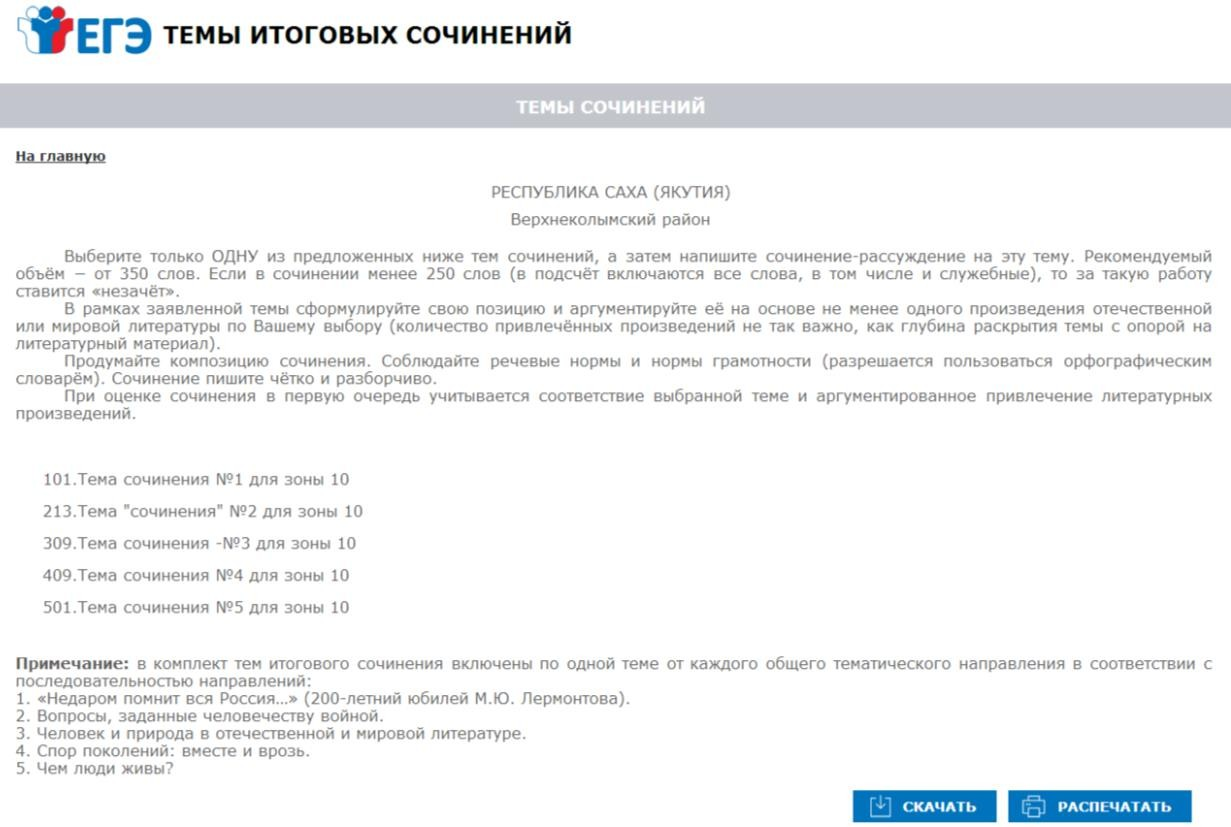 ЕГЭ ТЕМЫ ИТОГОВЫХ СОЧИНЕНИЙ
ТЕМЫ СОЧИНЕНИЙ
На главную
РЕСПУБЛИКА САХА (ЯКУТИЯ)
Верхнеколымский район
Выберите только ОДНУ из предложенных ниже тем сочинений, а затем напишите сочинение-рассуждение на эту тему. Рекомендуемый
объём – от 350 слов. Если в сочинении менее 250 слов (в подсчёт включаются все слова, в том числе и служебные), то за такую работу
ставится «незачёт».
В рамках заявленной темы сформулируйте свою позицию и аргументируйте её на основе не менее одного произведения отечественной
или мировой литературы по Вашему выбору (количество привлечённых произведений не так важно, как глубина раскрытия темы с опорой на
литературный материал).
Продумайте композицию сочинения. Соблюдайте речевые нормы и нормы грамотности (разрешается пользоваться орфографическим
словарём). Сочинение пишите чётко и разборчиво.
При оценке сочинения в первую очередь учитывается соответствие выбранной теме и аргументированное привлечение литературных
произведений.
101.Тема сочинения №1 для зоны 10
213.Тема "сочинения" №2 для зоны 10
309.Тема сочинения -№3 для зоны 10
409.Тема сочинения №4 для зоны 10
501.Тема сочинения №5 для зоны 10
Примечание: в комплект тем итогового сочинения включены по одной теме от каждого общего тематического направления в соответствии с
последовательностью направлений:
1. «Недаром помнит вся Россия…» (200-летний юбилей М.Ю. Лермонтова).
2. Вопросы, заданные человечеству войной.
3. Человек и природа в отечественной и мировой литературе.
4. Спор поколений: вместе и врозь.
5. Чем люди живы?
СКАЧАТЬ РАСПЕЧАТАТЬ